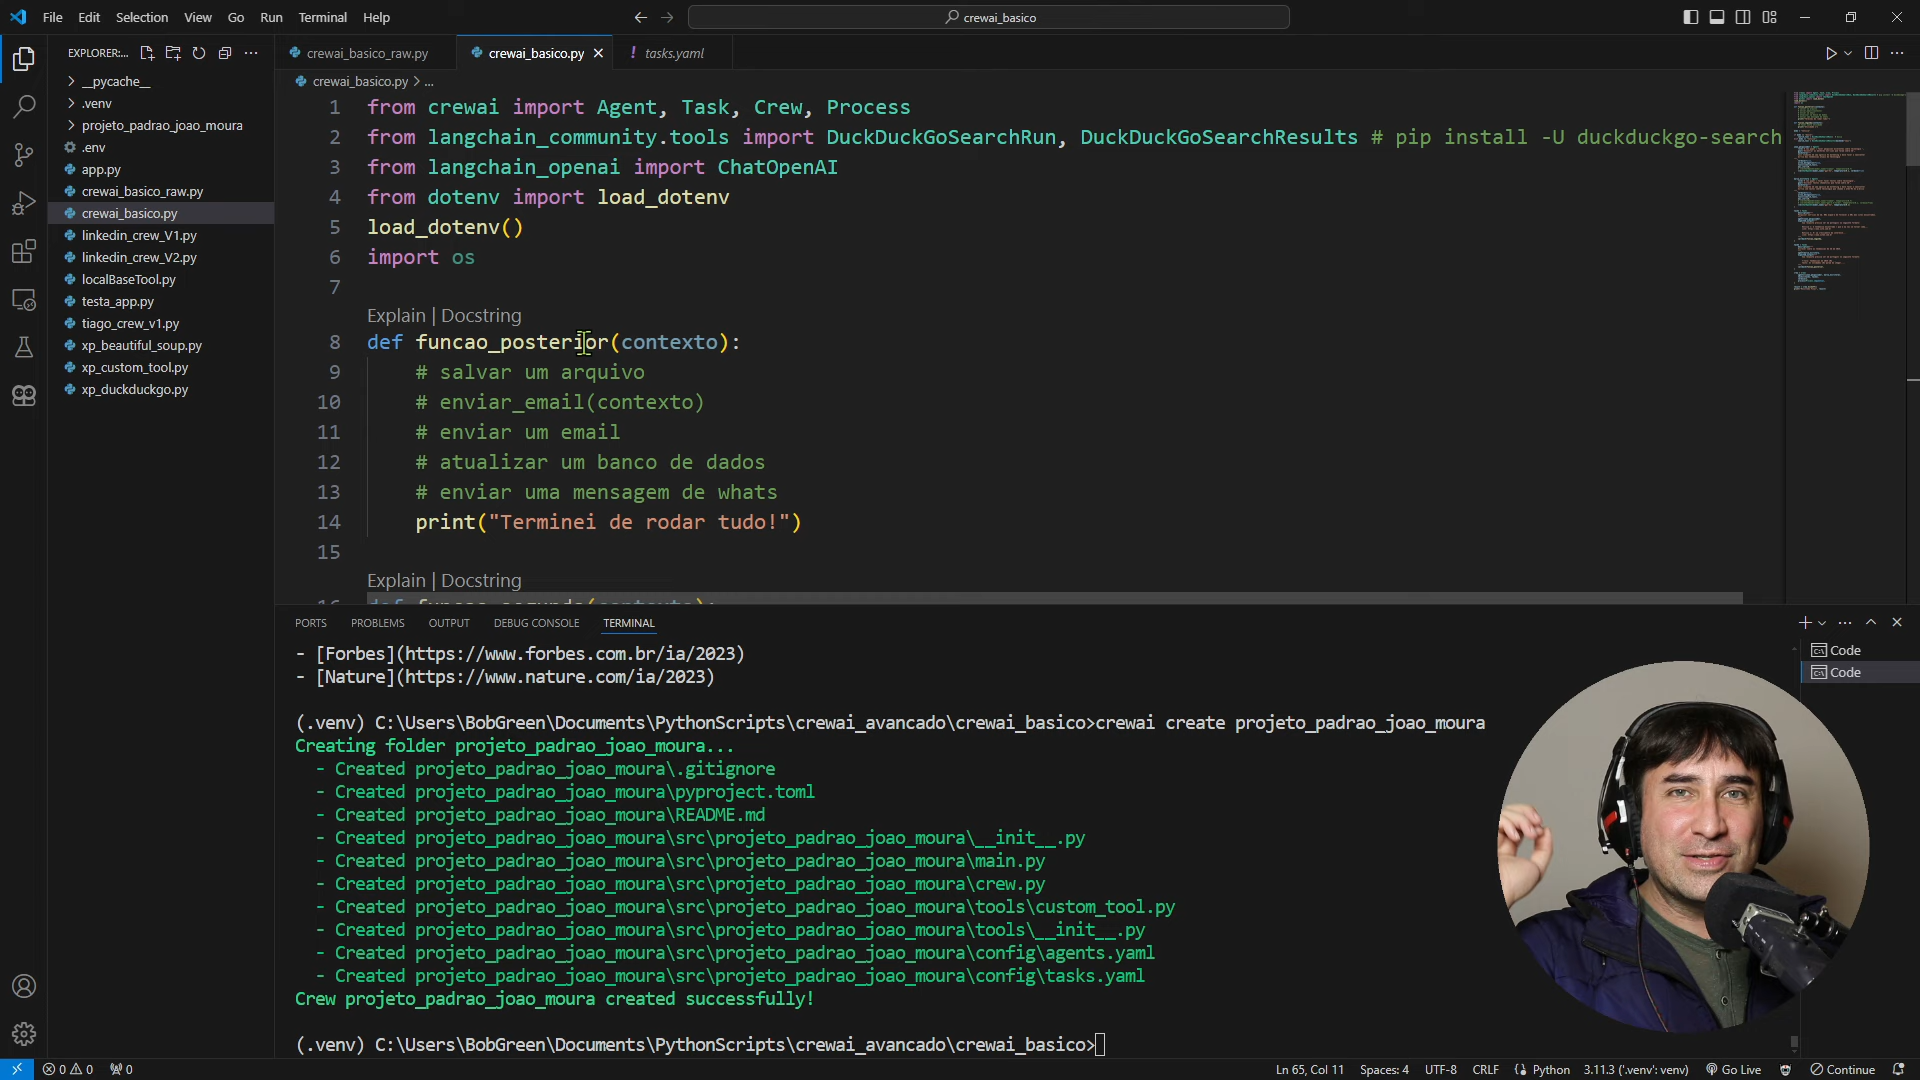 File Edit Selection View Go Run Terminal Help
crewai_basico
EXPLORER:...
__pycache__
.venv
projeto_padrao_joao_moura
.env
app.py
crewai_basico_raw.py
crewai_basico.py
linkedin_crew_V1.py
linkedin_crew_V2.py
localBaseTool.py
testa_app.py
tiago_crew_v1.py
xp_beautiful_soup.py
xp_custom_tool.py
xp_duckduckgo.py
crewai_basico_raw.py crewai_basico.py tasks.yaml
crewai_basico.py > ...
1 from crewai import Agent, Task, Crew, Process
2 from langchain_community.tools import DuckDuckGoSearchRun, DuckDuckGoSearchResults # pip install -U duckduckgo-search
3 from langchain_openai import ChatOpenAI
4 from dotenv import load_dotenv
5 load_dotenv()
6 import os
7
Explain | Docstring
8 def funcao_posterior(contexto):
9 # salvar um arquivo
10 # enviar_email(contexto)
11 # enviar um email
12 # atualizar um banco de dados
13 # enviar uma mensagem de whats
14 print("Terminei de rodar tudo!")
15
Explain | Docstring
PORTS PROBLEMS OUTPUT DEBUG CONSOLE TERMINAL
- [Forbes](https://www.forbes.com.br/ia/2023)
- [Nature](https://www.nature.com/ia/2023)
(.venv) C:\Users\BobGreen\Documents\PythonScripts\crewai_avancado\crewai_basico>crewai create projeto_padrao_joao_moura
Creating folder projeto_padrao_joao_moura...
- Created projeto_padrao_joao_moura\.gitignore
- Created projeto_padrao_joao_moura\pyproject.toml
- Created projeto_padrao_joao_moura\README.md
- Created projeto_padrao_joao_moura\src\projeto_padrao_joao_moura\__init__.py
- Created projeto_padrao_joao_moura\src\projeto_padrao_joao_moura\main.py
- Created projeto_padrao_joao_moura\src\projeto_padrao_joao_moura\crew.py
- Created projeto_padrao_joao_moura\src\projeto_padrao_joao_moura\tools\custom_tool.py
- Created projeto_padrao_joao_moura\src\projeto_padrao_joao_moura\tools\__init__.py
- Created projeto_padrao_joao_moura\src\projeto_padrao_joao_moura\config\agents.yaml
- Created projeto_padrao_joao_moura\src\projeto_padrao_joao_moura\config\tasks.yaml
Crew projeto_padrao_joao_moura created successfully!
(.venv) C:\Users\BobGreen\Documents\PythonScripts\crewai_avancado\crewai_basico>
Code
Code
0 0 0 Ln 65, Col 11 Spaces: 4 UTF-8 CRLF Python 3.11.3 ('.venv': venv) Go Live Continue